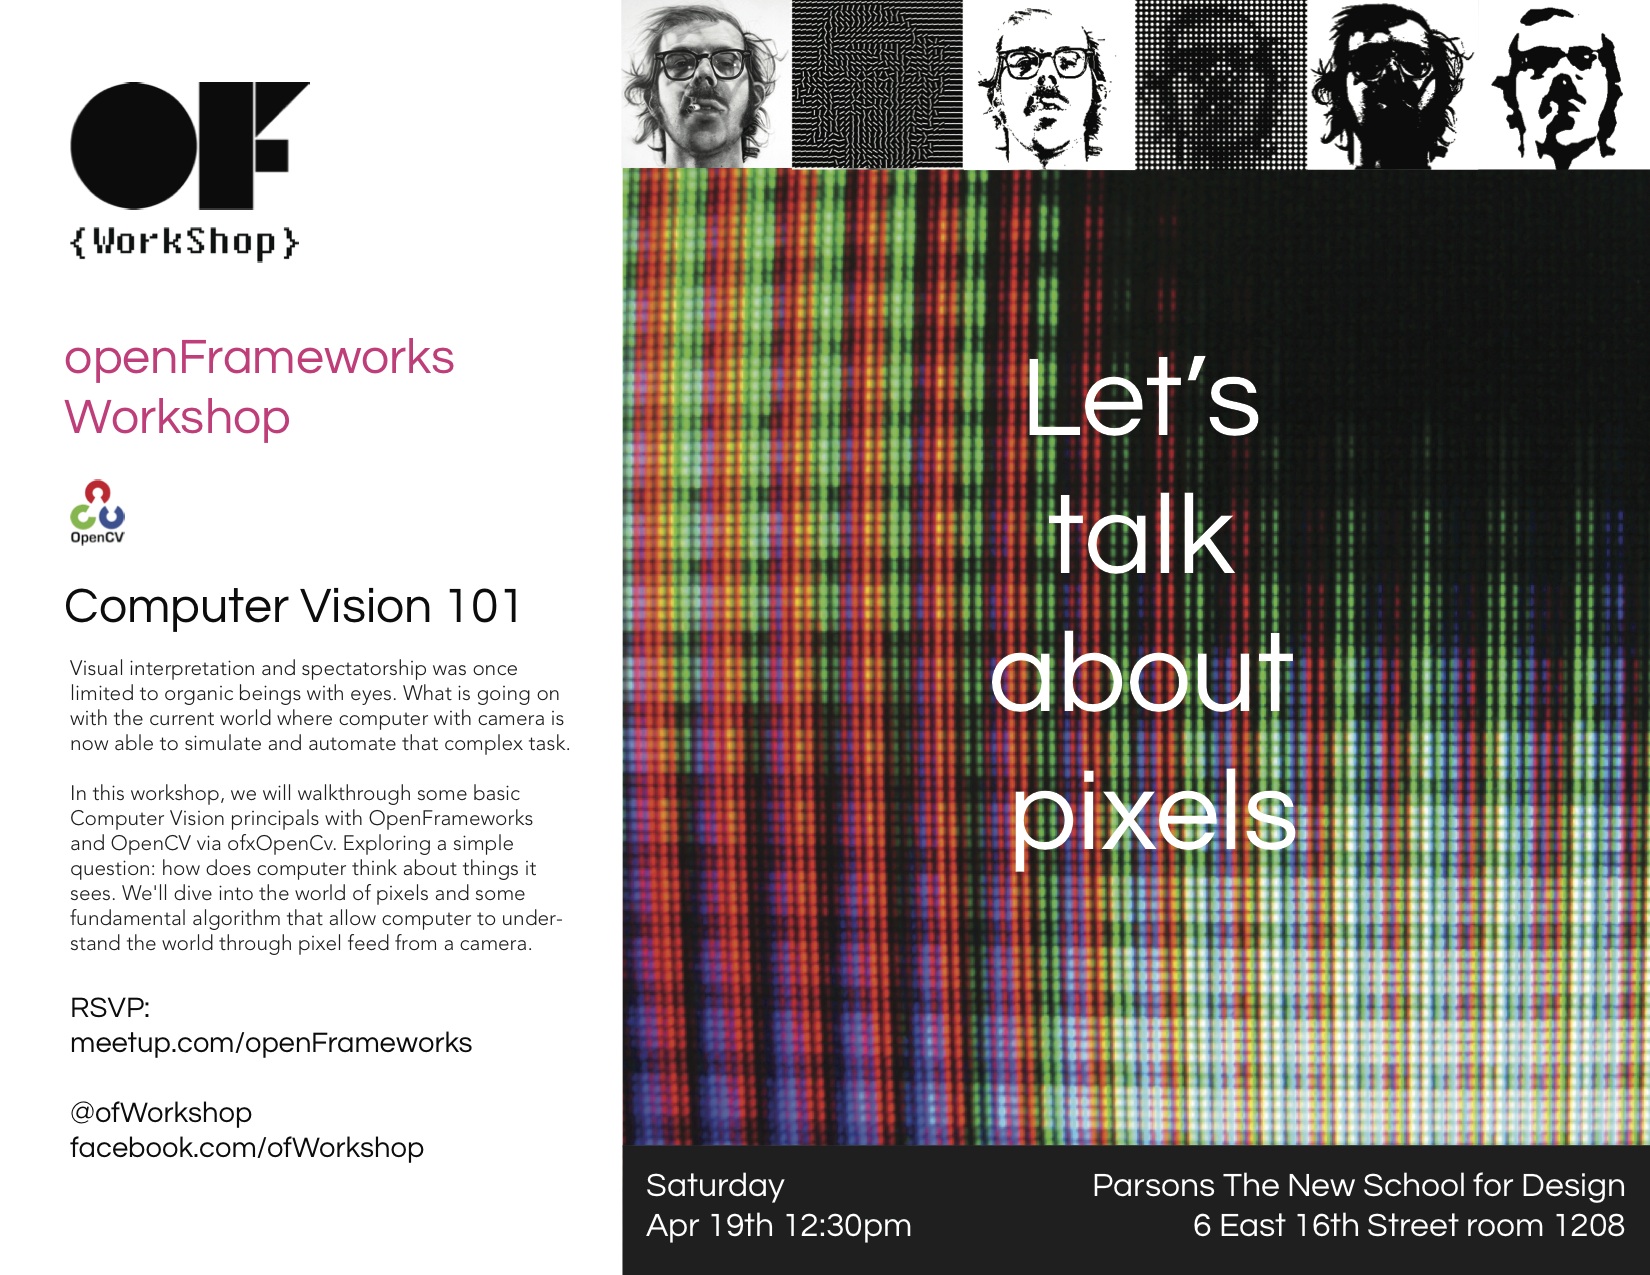 OF
{WorkShop}
openFrameworks
Workshop
OpenCV
Computer Vision 101
Visual interpretation and spectatorship was once
limited to organic beings with eyes. What is going on
with the current world where computer with camera is
now able to simulate and automate that complex task.
In this workshop, we will walkthrough some basic
Computer Vision principals with OpenFrameworks
and OpenCV via ofxOpenCv. Exploring a simple
question: how does computer think about things it
sees. We'll dive into the world of pixels and some
fundamental algorithm that allow computer to under-
stand the world through pixel feed from a camera.
RSVP:
meetup.com/openFrameworks
@ofWorkshop
facebook.com/ofWorkshop
Let’s
talk
about
pixels
Saturday
Apr 19th 12:30pm
Parsons The New School for Design
6 East 16th Street room 1208